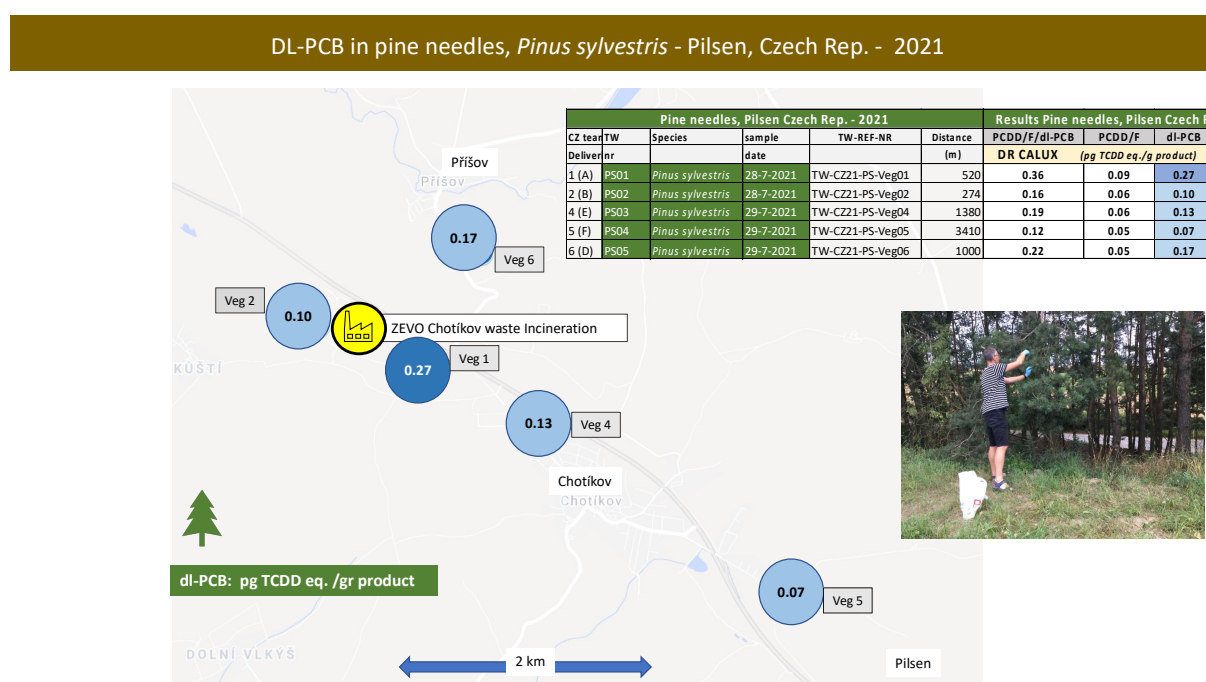 DL-PCB in pine needles, Pinus sylvestris - Pilsen, Czech Rep. - 2021
Pine needles, Pilsen Czech Rep. - 2021 Results Pine needles, Pilsen Czech
CZ tear TW Species sample TW-REF-NR Distance PCDD/F/dl-PCB PCDD/F dl-PCB
Deliver nr date (m) DR CALUX (pg TCDD eq./g product)
1 (A) PS01 Pinus sylvestris 28-7-2021 TW-CZ21-PS-Veg01 520 0.36 0.09 0.27
2 (B) PS02 Pinus sylvestris 28-7-2021 TW-CZ21-PS-Veg02 274 0.16 0.06 0.10
4 (E) PS03 Pinus sylvestris 29-7-2021 TW-CZ21-PS-Veg04 1380 0.19 0.06 0.13
5 (F) PS04 Pinus sylvestris 29-7-2021 TW-CZ21-PS-Veg05 3410 0.12 0.05 0.07
6 (D) PS05 Pinus sylvestris 29-7-2021 TW-CZ21-PS-Veg06 1000 0.22 0.05 0.17
Příšov
Příšov
0.17
Veg 6
Veg 2
0.10
ZEVO Chotíkov waste Incineration
Veg 1
0.27
KÚŠTÍ
0.13
Veg 4
Chotíkov
Chotíkov
dl-PCB: pg TCDD eq. /gr product
0.07
Veg 5
DOLNÍ VLKÝŠ
2 km
Pilsen